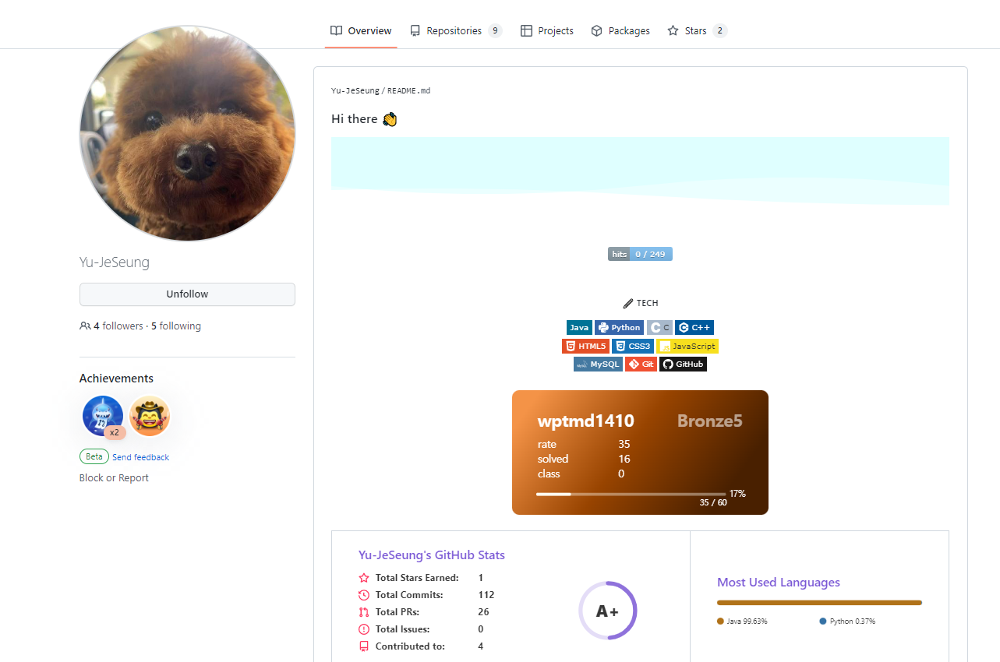 Overview Repositories 9 Projects Packages Stars 2
Yu-JeSeung
Unfollow
4 followers · 5 following
Achievements
x2
Beta Send feedback
Block or Report
Yu-JeSeung / README.md
Hi there 👋
hits 0 / 249
TECH
Java Python C C++
HTML5 CSS3 JS JavaScript
MySQL MySQL Git GitHub
wptmd1410 Bronze5
rate 35
solved 16
class 0
17%
35 / 60
Yu-JeSeung's GitHub Stats
Total Stars Earned: 1
Total Commits: 112
Total PRs: 26
Total Issues: 0
Contributed to: 4
A+
Most Used Languages
Java 99.63% Python 0.37%